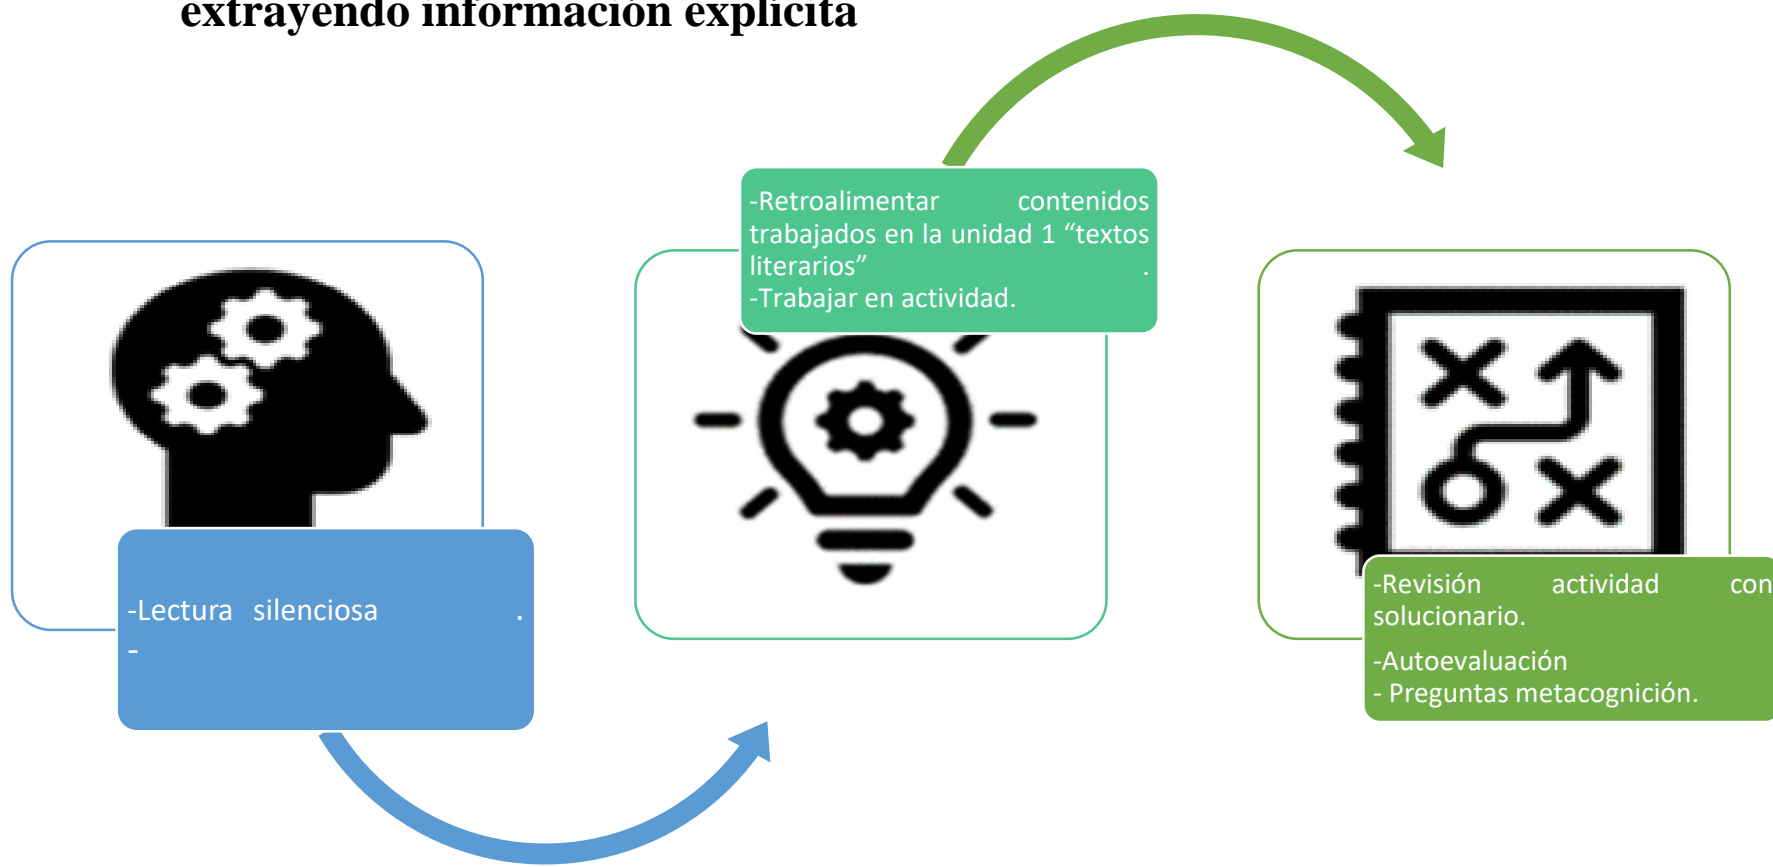 extrayendo información explícita
-Lectura silenciosa .
-
-Retroalimentar contenidos
trabajados en la unidad 1 “textos
literarios” .
-Trabajar en actividad.
-Revisión actividad con
solucionario.
-Autoevaluación
- Preguntas metacognición.